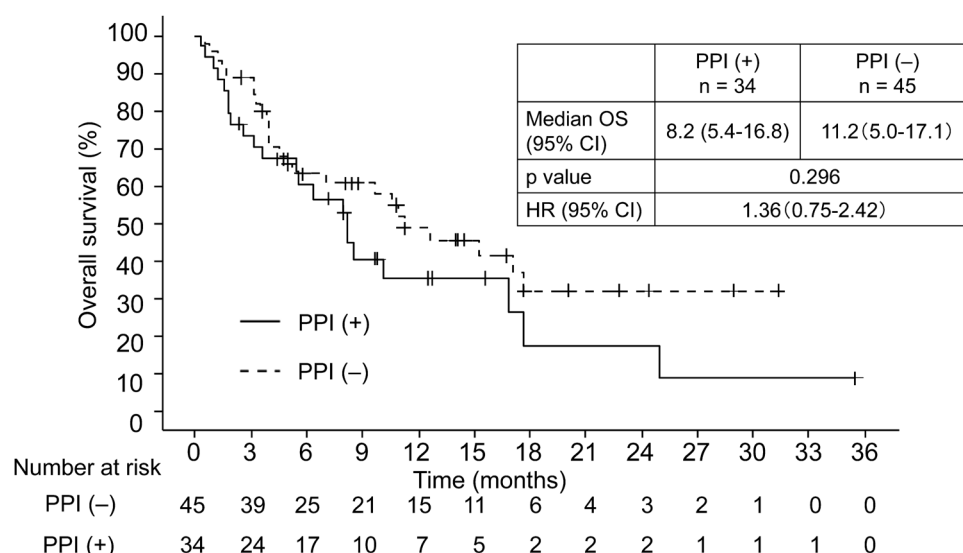 100
90
80
70
60
50
40
30
20
10
0
Overall survival (%)
PPI (+)
n = 34
PPI (–)
n = 45
Median OS
(95% CI)
8.2 (5.4-16.8)
11.2(5.0-17.1)
p value
0.296
HR (95% CI)
1.36(0.75-2.42)
PPI (+)
PPI (–)
0 3 6 9 12 15 18 21 24 27 30 33 36
Time (months)
Number at risk
PPI (–) 45 39 25 21 15 11 6 4 3 2 1 0 0
PPI (+) 34 24 17 10 7 5 2 2 2 1 1 1 0